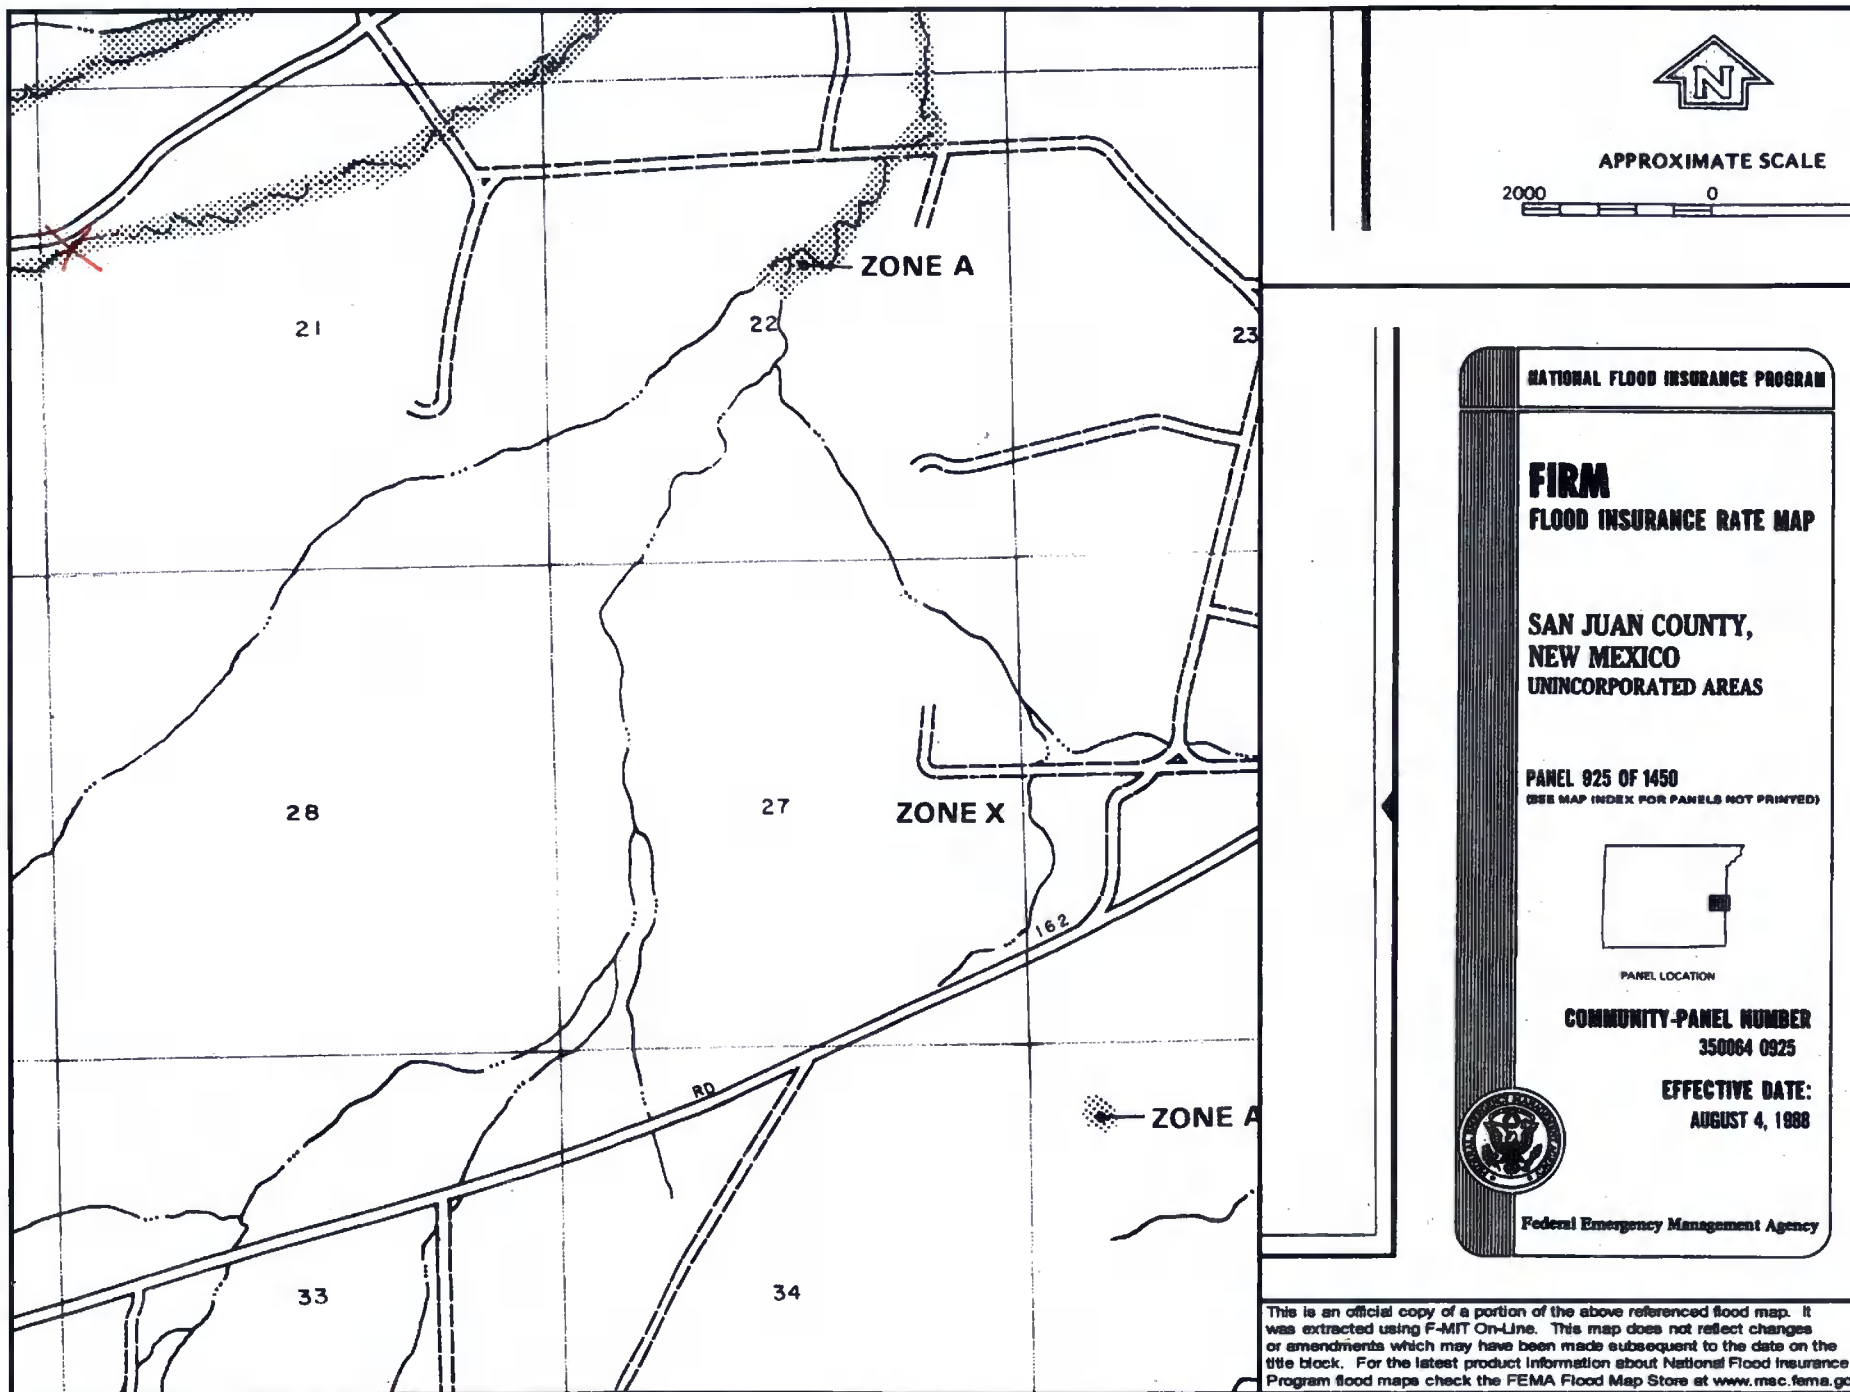 N
APPROXIMATE SCALE
2000 0
ZONE A
21
22
23
NATIONAL FLOOD INSURANCE PROGRAM
FIRM
FLOOD INSURANCE RATE MAP
SAN JUAN COUNTY,
NEW MEXICO
UNINCORPORATED AREAS
PANEL 925 OF 1450
(SEE MAP INDEX FOR PANELS NOT PRINTED)
28
27
ZONE X
162
RD
PANEL LOCATION
COMMUNITY-PANEL NUMBER
350064 0925
EFFECTIVE DATE:
AUGUST 4, 1988
ZONE A
Federal Emergency Management Agency
33
34
This is an official copy of a portion of the above referenced flood map. It
was extracted using F-MIT On-Line. This map does not reflect changes
or amendments which may have been made subsequent to the date on the
title block. For the latest product information about National Flood Insurance
Program flood maps check the FEMA Flood Map Store at www.msc.fema.go